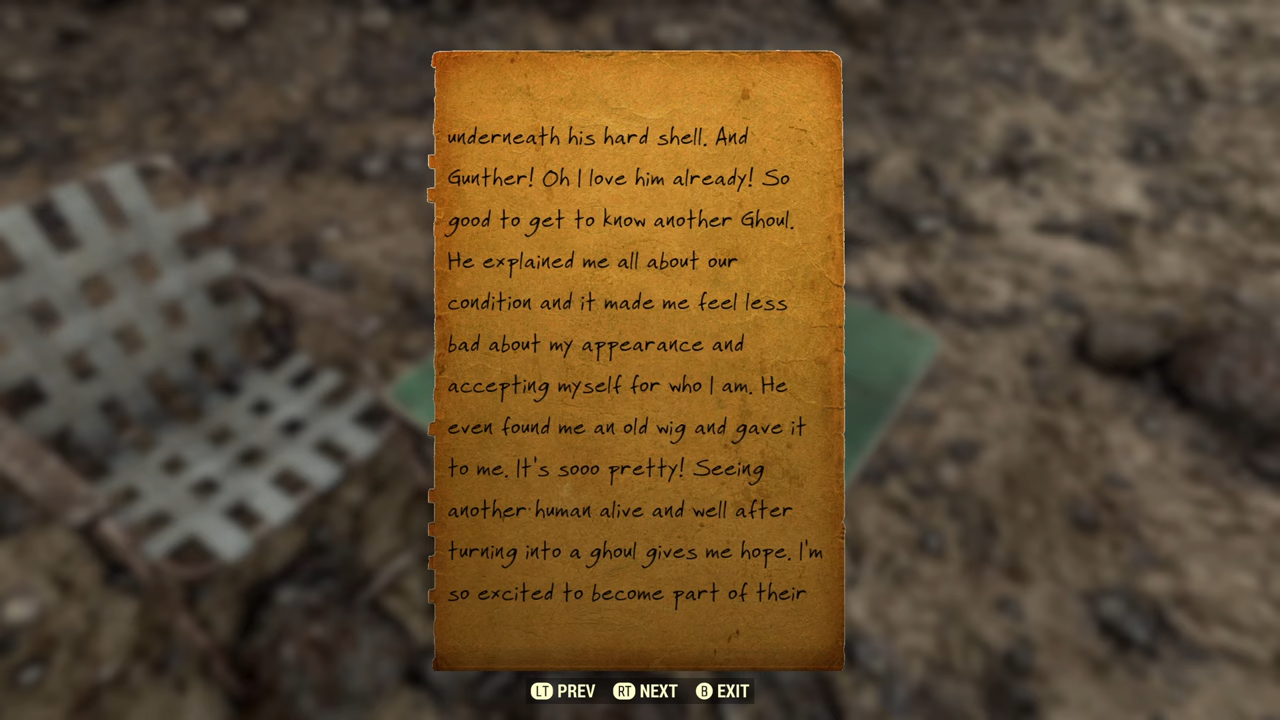 underneath his hard shell. And
Gunther! Oh I love him already! So
good to get to know another Ghoul.
He explained me all about our
condition and it made me feel less
bad about my appearance and
accepting myself for who I am. He
even found me an old wig and gave it
to me. It's sooo pretty! Seeing
another human alive and well after
turning into a ghoul gives me hope. I'm
so excited to become part of their
LT PREV RT NEXT B EXIT